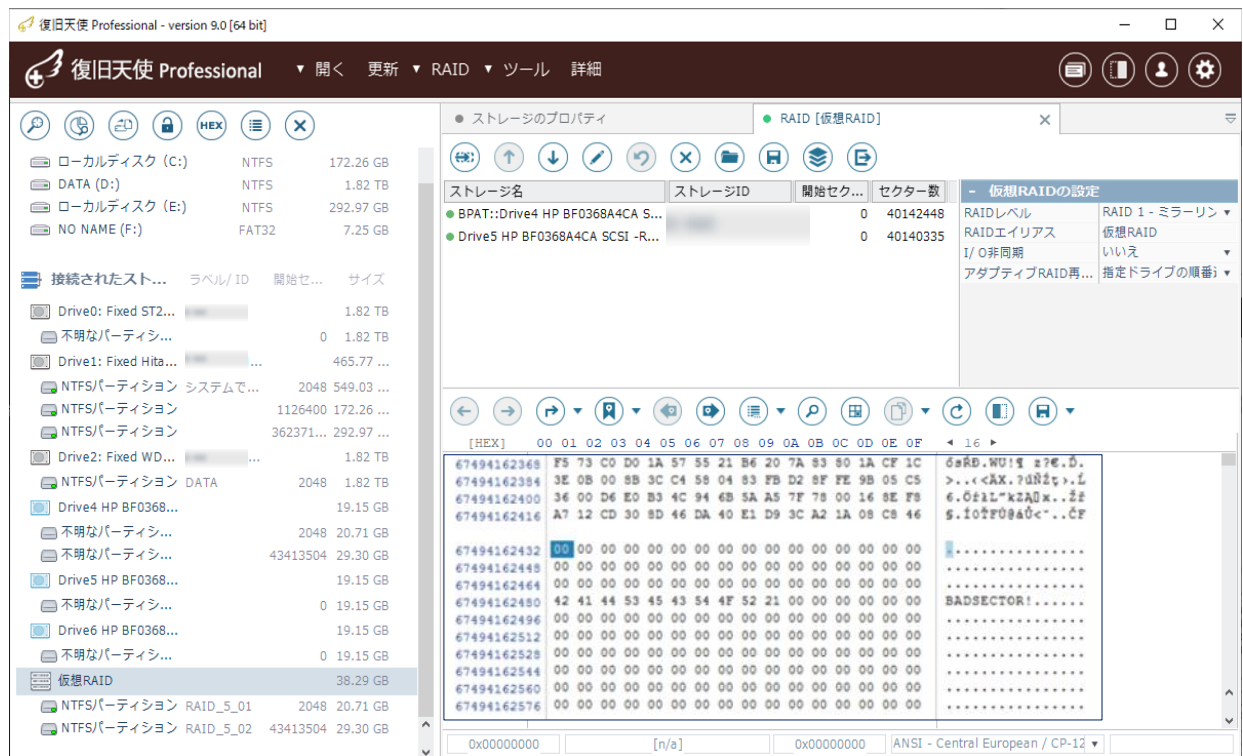 復旧天使 Professional - version 9.0 [64 bit]
復旧天使 Professional ▼ 開く 更新 ▼ RAID ▼ ツール 詳細
HEX
ストレージのプロパティ
RAID [仮想RAID]
ローカルディスク (C:) NTFS 172.26 GB
DATA (D:) NTFS 1.82 TB
ローカルディスク (E:) NTFS 292.97 GB
NO NAME (F:) FAT32 7.25 GB
接続されたスト... ラベル/ ID 開始セ... サイズ
Drive0: Fixed ST2... 1.82 TB
不明なパーティシ... 0 1.82 TB
Drive1: Fixed Hita... ... 465.77 ...
NTFSパーティション システムで... 2048 549.03 ...
NTFSパーティション 1126400 172.26 ...
NTFSパーティション 362371... 292.97 ...
Drive2: Fixed WD... ... 1.82 TB
NTFSパーティション DATA 2048 1.82 TB
Drive4 HP BF0368... 19.15 GB
不明なパーティシ... 2048 20.71 GB
不明なパーティシ... 43413504 29.30 GB
Drive5 HP BF0368... 19.15 GB
不明なパーティシ... 0 19.15 GB
Drive6 HP BF0368... 19.15 GB
不明なパーティシ... 0 19.15 GB
仮想RAID 38.29 GB
NTFSパーティション RAID_5_01 2048 20.71 GB
NTFSパーティション RAID_5_02 43413504 29.30 GB
ストレージ名 ストレージID 開始セク... セクター数
BPAT::Drive4 HP BF0368A4CA S... 0 40142448
Drive5 HP BF0368A4CA SCSI -R... 0 40140335
- 仮想RAIDの設定
RAIDレベル RAID 1 - ミラーリン
RAIDエイリアス 仮想RAID
I/ O非同期 いいえ
アダプティブRAID再... 指定ドライブの順番i
[HEX] 00 01 02 03 04 05 06 07 08 09 0A 0B 0C 0D 0E 0F 16
67494162368 F5 73 C0 D0 1A 57 55 21 B6 20 7A 83 80 1A CF 1C
67494162384 3E 0B 00 8B 3C C4 58 04 83 FB D2 8F FE 9B 05 C5
67494162400 36 00 D6 E0 B3 4C 94 6B 5A A5 7F 78 00 16 8E F8
67494162416 A7 12 CD 30 8D 46 DA 40 E1 D9 3C A2 1A 08 C8 46
67494162432 00 00 00 00 00 00 00 00 00 00 00 00 00 00 00 00 ................
67494162448 00 00 00 00 00 00 00 00 00 00 00 00 00 00 00 00 ................
67494162464 00 00 00 00 00 00 00 00 00 00 00 00 00 00 00 00 ................
67494162480 42 41 44 53 45 43 54 4F 52 21 00 00 00 00 00 00 BADSECTOR!......
67494162496 00 00 00 00 00 00 00 00 00 00 00 00 00 00 00 00 ................
67494162512 00 00 00 00 00 00 00 00 00 00 00 00 00 00 00 00 ................
67494162528 00 00 00 00 00 00 00 00 00 00 00 00 00 00 00 00 ................
67494162544 00 00 00 00 00 00 00 00 00 00 00 00 00 00 00 00 ................
67494162560 00 00 00 00 00 00 00 00 00 00 00 00 00 00 00 00 ................
67494162576 00 00 00 00 00 00 00 00 00 00 00 00 00 00 00 00 ................
0x00000000 [n/a] 0x00000000 ANSI - Central European / CP-12